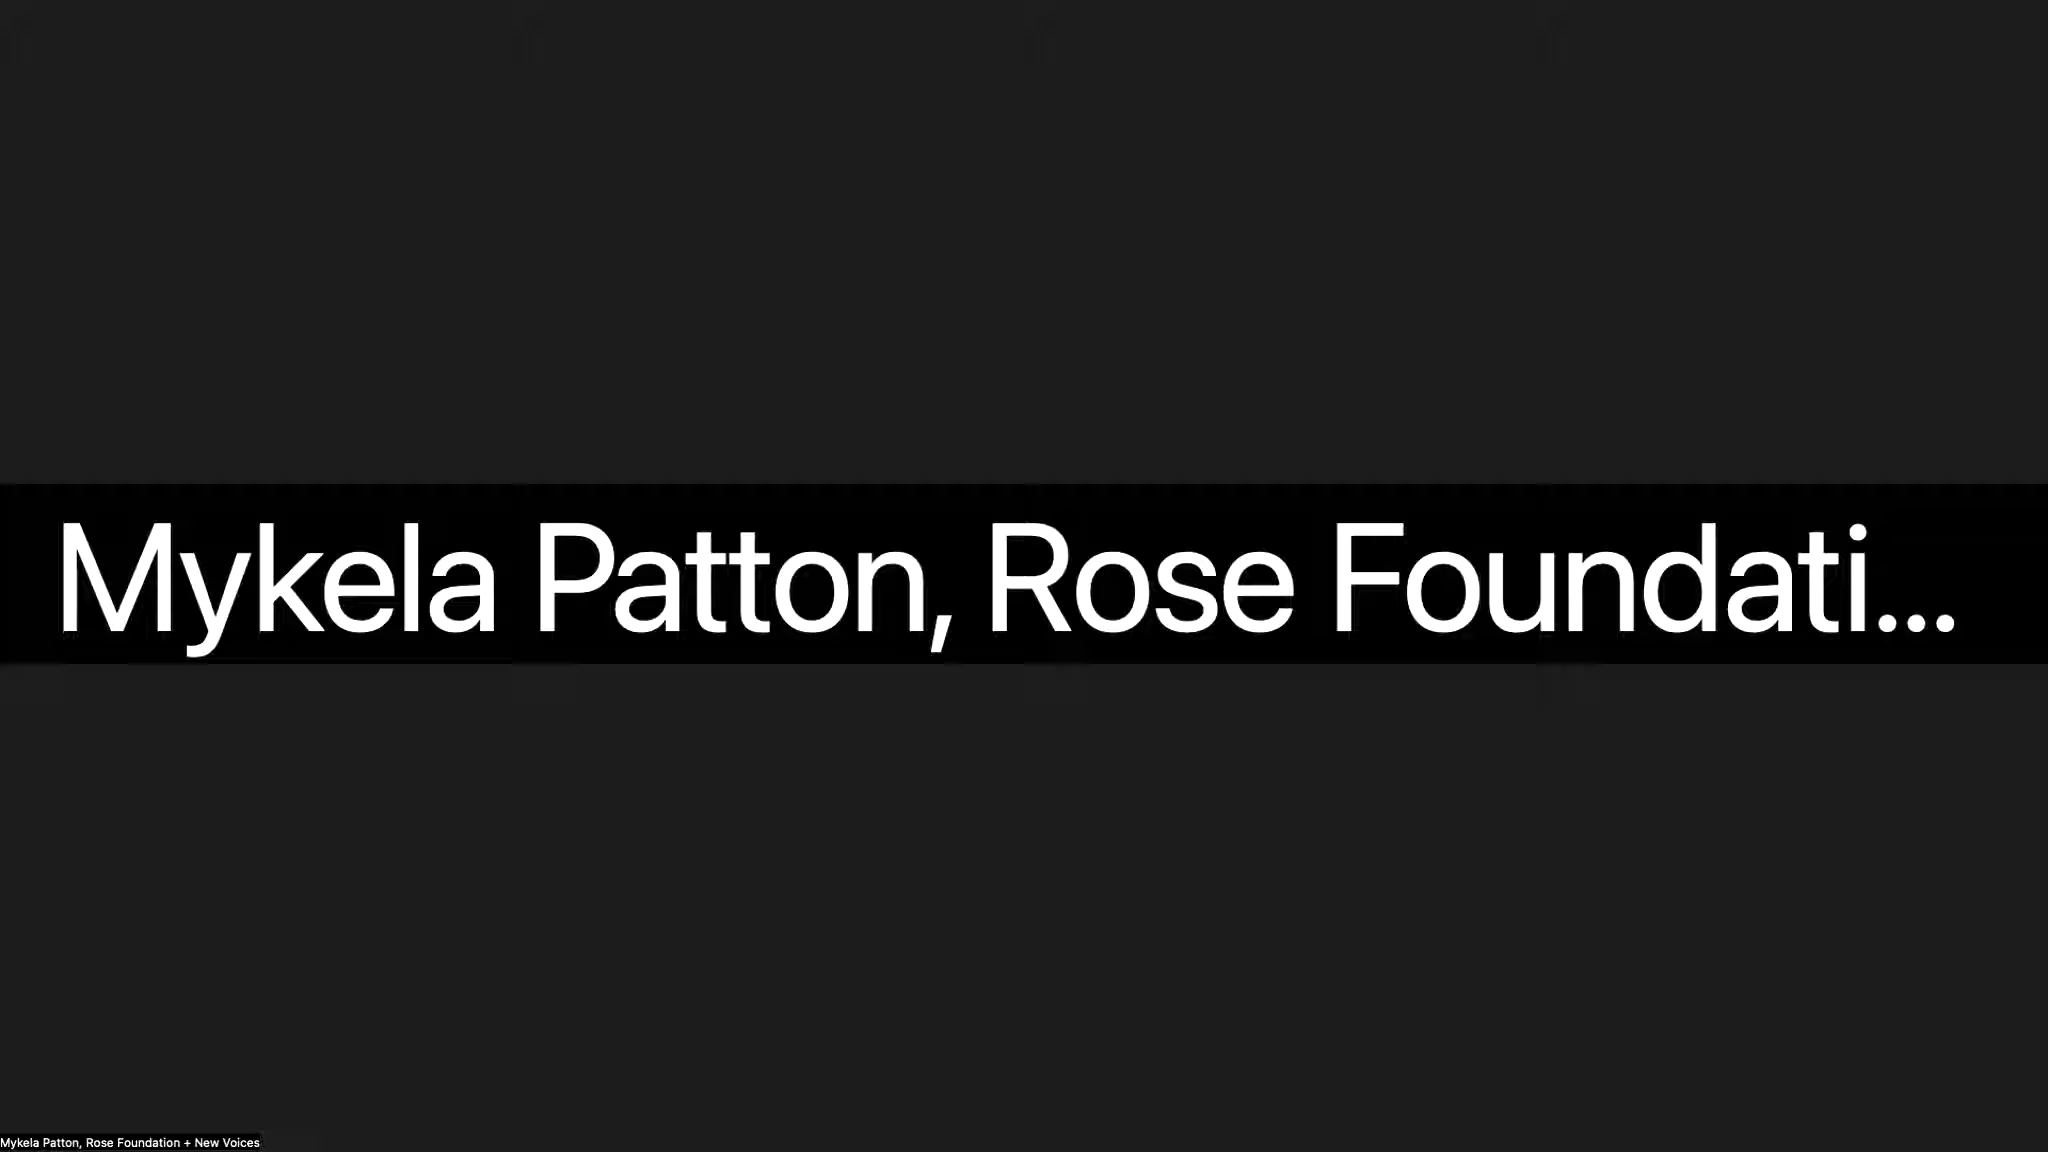 Mykela Patton, Rose Foundati...
Mykela Patton, Rose Foundation + New Voices